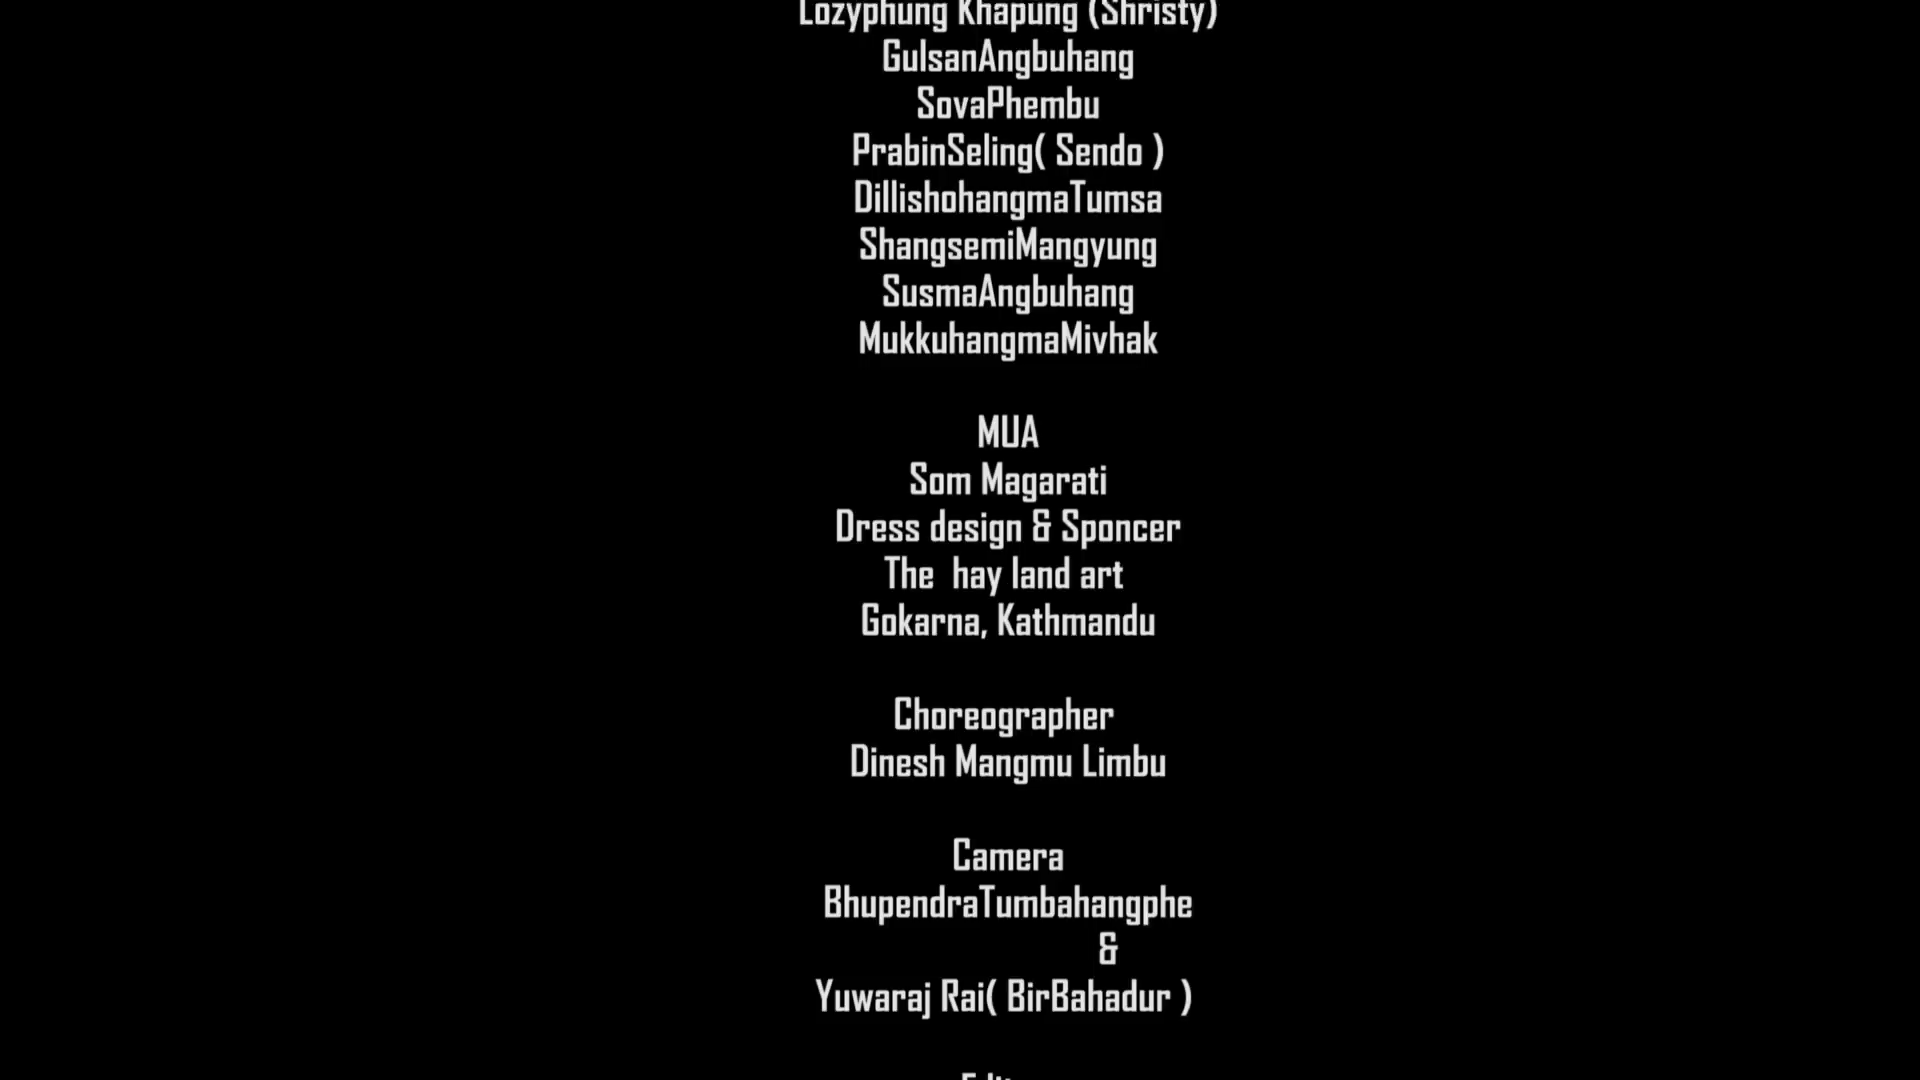 Lozyphung Khapung (Shristy)
GulsanAngbuhang
SovaPhembu
PrabinSeling( Sendo )
DillishohangmaTumsa
ShangsemiMangyung
SusmaAngbuhang
MukkuhangmaMivhak
MUA
Som Magarati
Dress design & Sponcer
The  hay land art
Gokarna, Kathmandu
Choreographer
Dinesh Mangmu Limbu
Camera
BhupendraTumbahangphe
&
Yuwaraj Rai( BirBahadur )